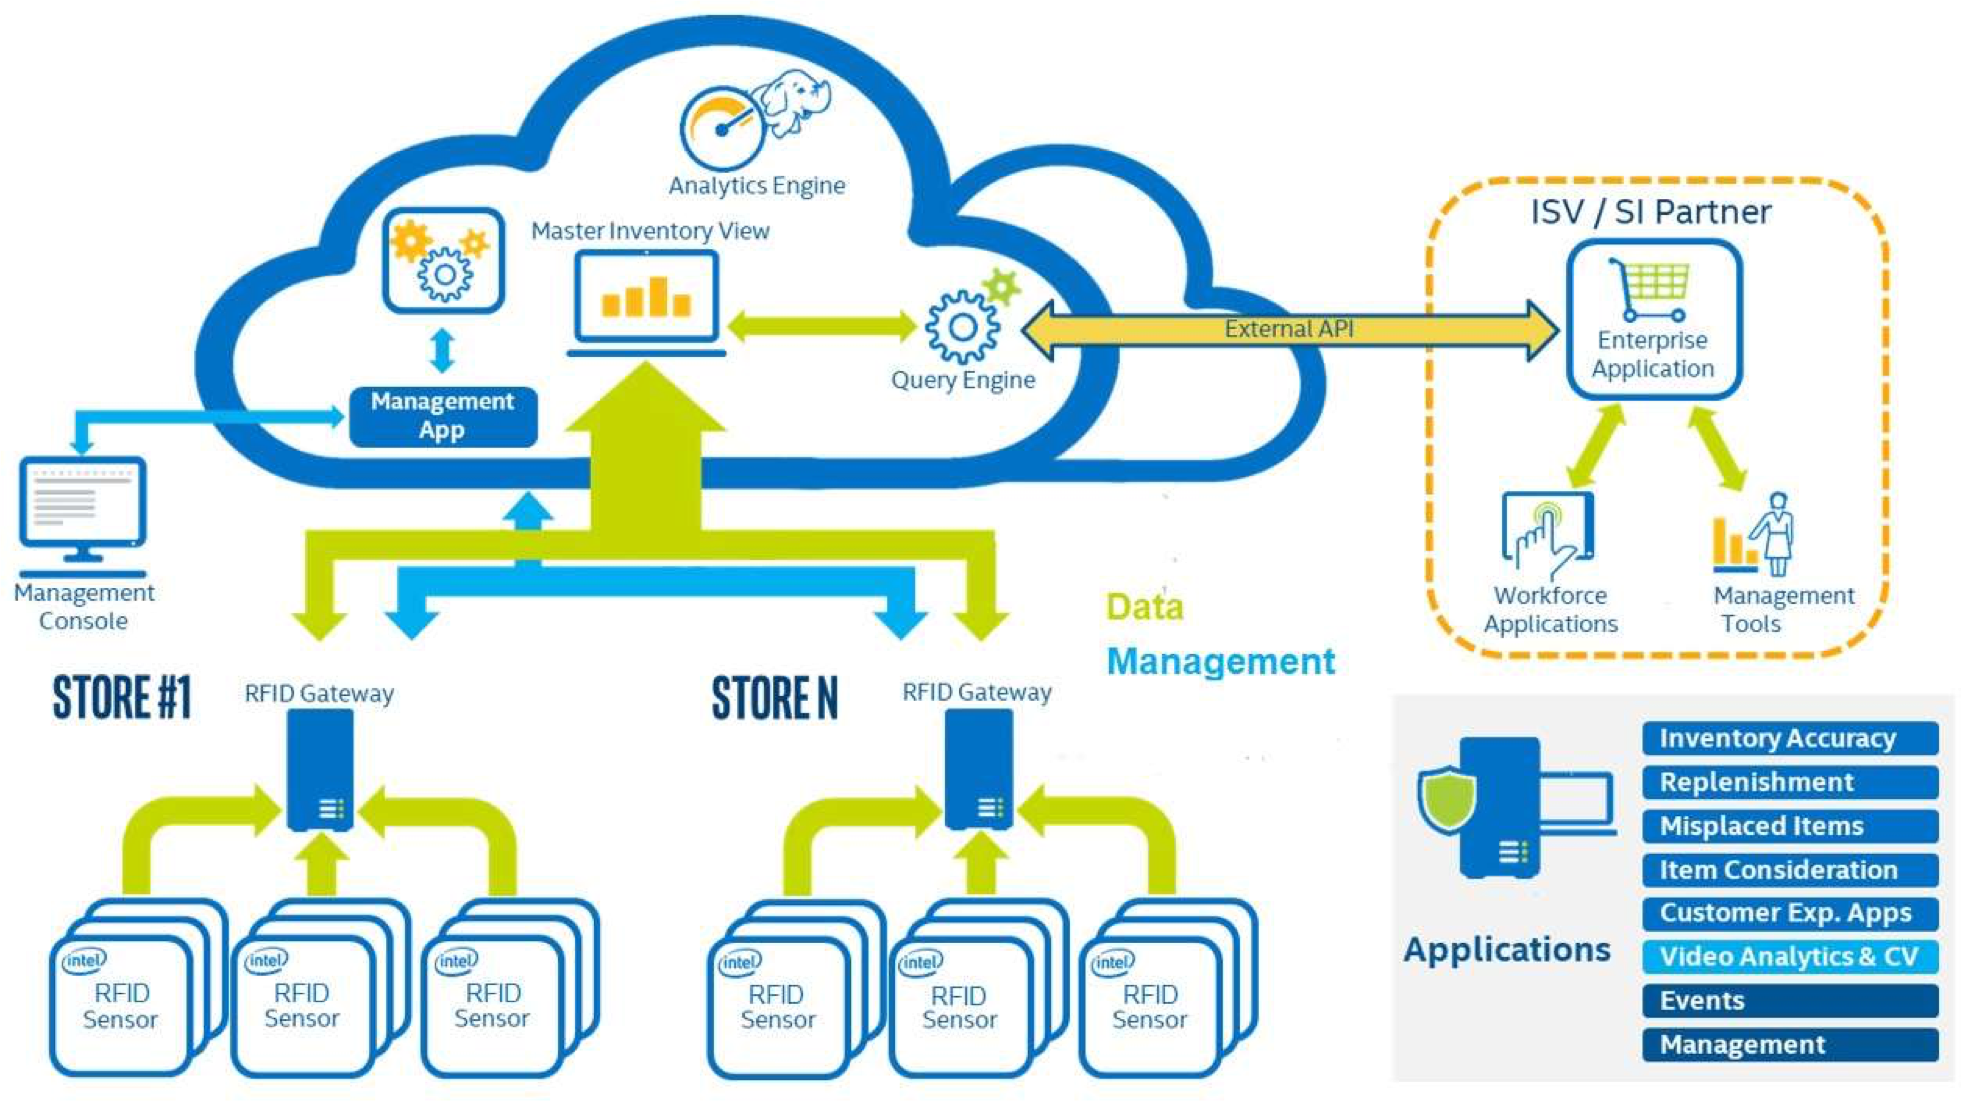 Analytics Engine
Master Inventory View
Query Engine
External API
Management
App
Management
Console
ISV / SI Partner
Enterprise
Application
Workforce
Applications
Management
Tools
Data
Management
STORE #1
RFID Gateway
STORE N
RFID Gateway
intel
RFID
Sensor
intel
RFID
Sensor
intel
RFID
Sensor
intel
RFID
Sensor
intel
RFID
Sensor
intel
RFID
Sensor
Applications
Inventory Accuracy
Replenishment
Misplaced Items
Item Consideration
Customer Exp. Apps
Video Analytics & CV
Events
Management